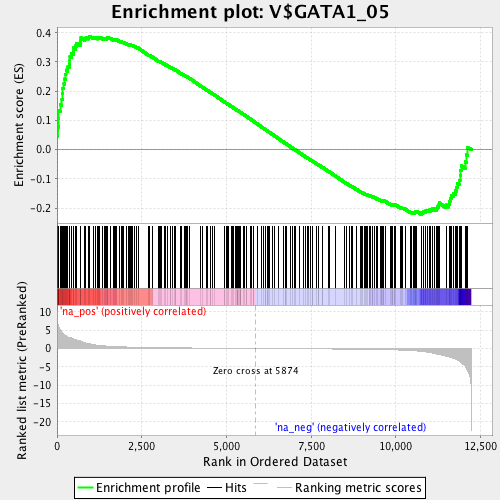 Enrichment plot: V$GATA1_05
Enrichment score (ES)
0.4
0.3
0.2
0.1
0.0
-0.1
-0.2
Ranked list metric (PreRanked)
10
5
0
-5
-10
-15
-20
'na_pos' (positively correlated)
Zero cross at 5874
'na_neg' (negatively correlated)
0
2,500
5,000
7,500
10,000
12,500
Rank in Ordered Dataset
Enrichment profile
Hits
Ranking metric scores